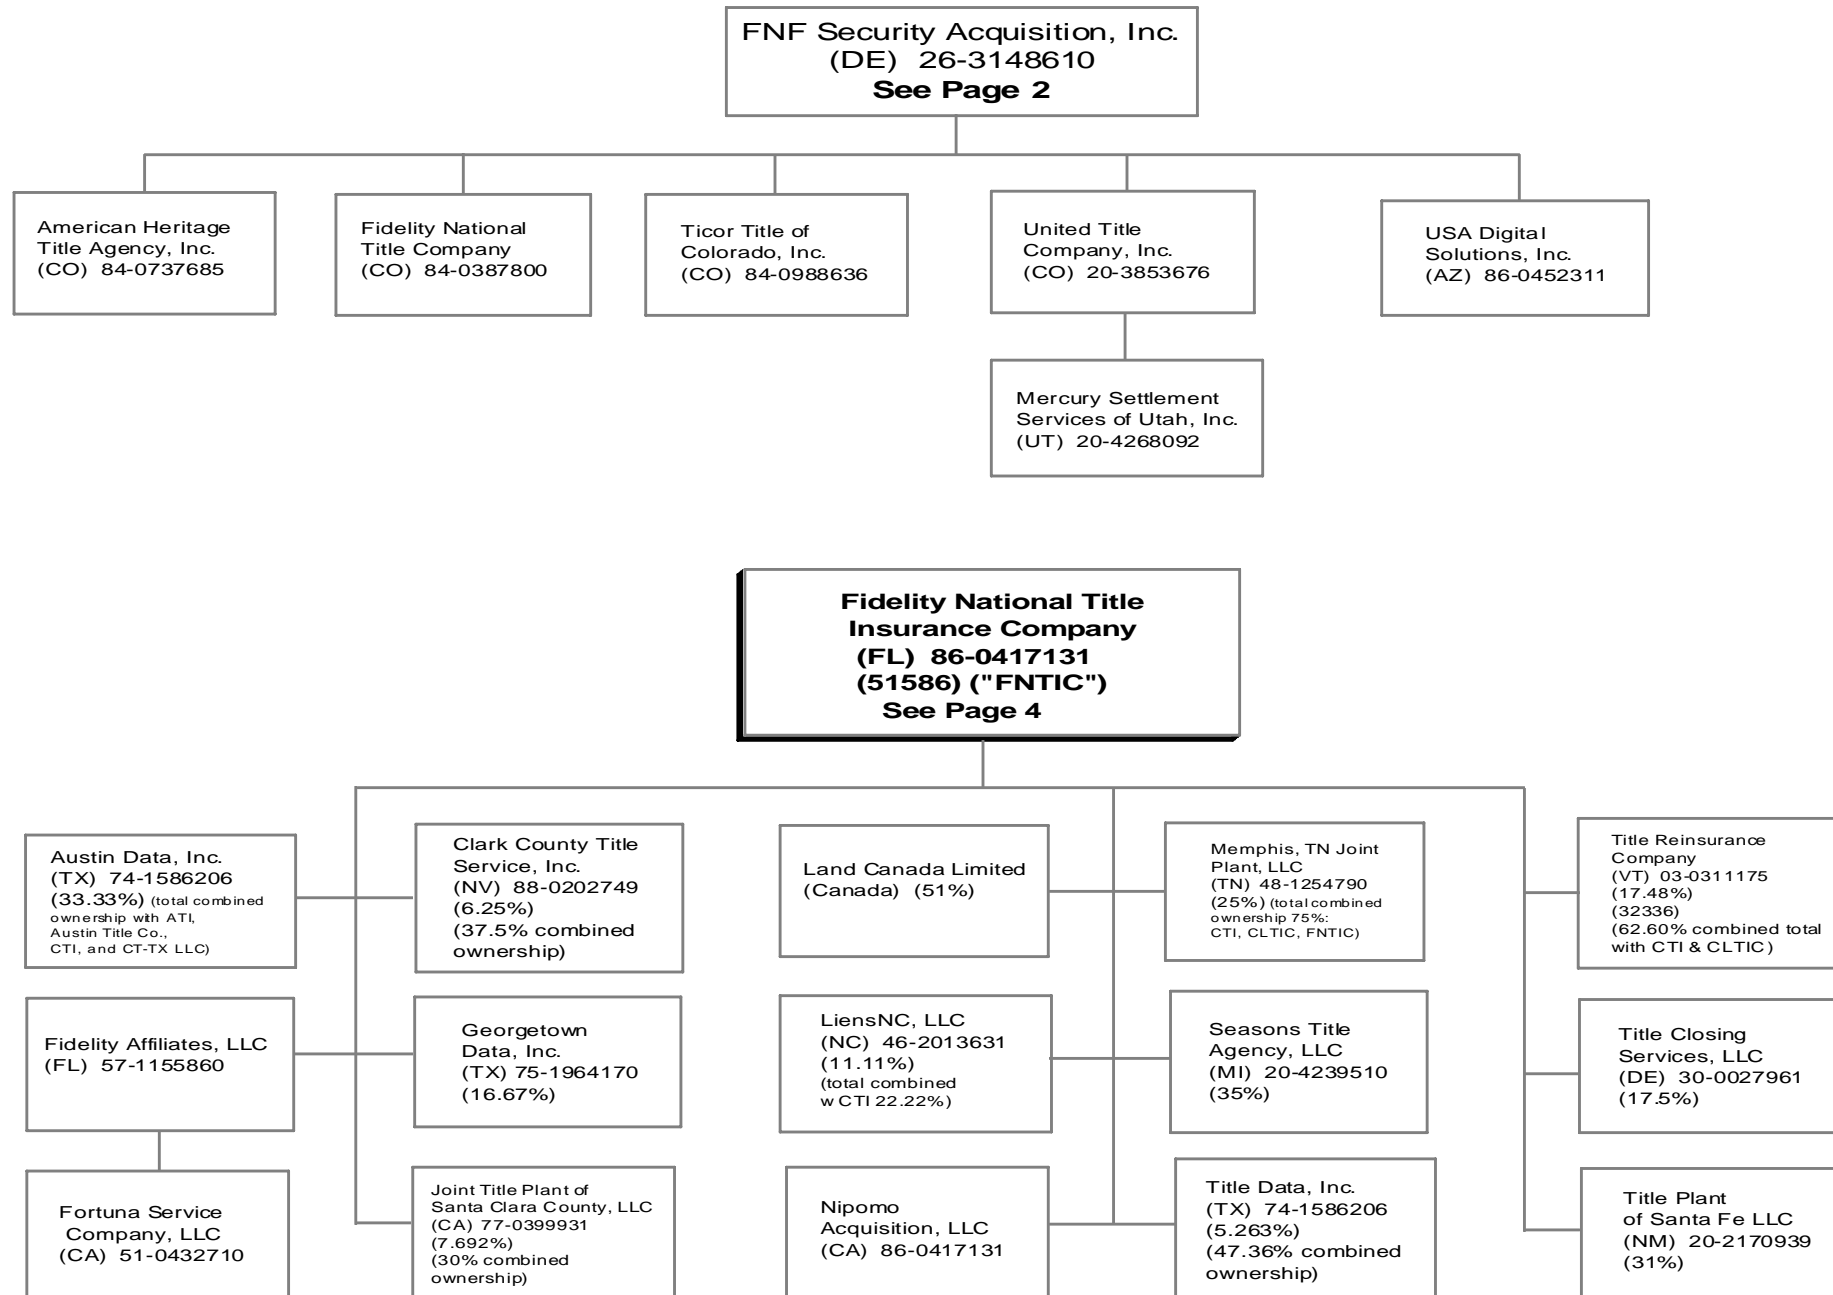 FNF Security Acquisition, Inc.
(DE) 26-3148610
See Page 2
American Heritage
Title Agency, Inc.
(CO) 84-0737685
Fidelity National
Title Company
(CO) 84-0387800
Ticor Title of
Colorado, Inc.
(CO) 84-0988636
United Title
Company, Inc.
(CO) 20-3853676
USA Digital
Solutions, Inc.
(AZ) 86-0452311
Mercury Settlement
Services of Utah, Inc.
(UT) 20-4268092
Fidelity National Title
Insurance Company
(FL) 86-0417131
(51586) ("FNTIC")
See Page 4
Austin Data, Inc.
(TX) 74-1586206
(33.33%) (total combined
ownership with ATI,
Austin Title Co.,
CTI, and CT-TX LLC)
Clark County Title
Service, Inc.
(NV) 88-0202749
(6.25%)
(37.5% combined
ownership)
Land Canada Limited
(Canada) (51%)
Memphis, TN Joint
Plant, LLC
(TN) 48-1254790
(25%) (total combined
ownership 75%:
CTI, CLTIC, FNTIC)
Title Reinsurance
Company
(VT) 03-0311175
(17.48%)
(32336)
(62.60% combined total
with CTI & CLTIC)
Fidelity Affiliates, LLC
(FL) 57-1155860
Georgetown
Data, Inc.
(TX) 75-1964170
(16.67%)
LiensNC, LLC
(NC) 46-2013631
(11.11%)
(total combined
w CTI 22.22%)
Seasons Title
Agency, LLC
(MI) 20-4239510
(35%)
Title Closing
Services, LLC
(DE) 30-0027961
(17.5%)
Fortuna Service
Company, LLC
(CA) 51-0432710
Joint Title Plant of
Santa Clara County, LLC
(CA) 77-0399931
(7.692%)
(30% combined
ownership)
Nipomo
Acquisition, LLC
(CA) 86-0417131
Title Data, Inc.
(TX) 74-1586206
(5.263%)
(47.36% combined
ownership)
Title Plant
of Santa Fe LLC
(NM) 20-2170939
(31%)